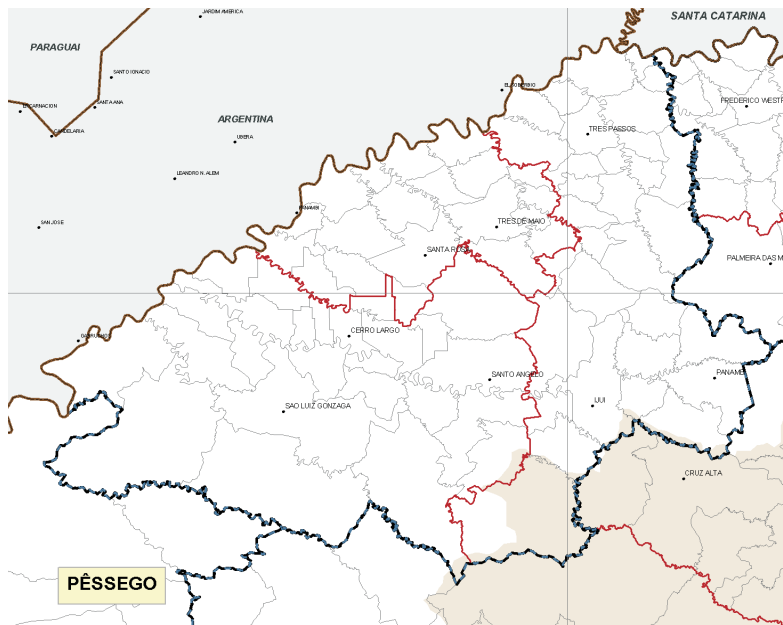 JARDIM AMERICA
SANTA CATARINA
PARAGUAI
SANTO IGNACIO
EL SOBERBIO
ENCARNACION
SANTA ANA
FREDERICO WESTP
CANDELARIA
ARGENTINA
TRES PASSOS
OBERA
LEANDRO N. ALEM
PANAMBI
SAN JOSE
TRES DE MAIO
SANTA ROSA
PALMEIRA DAS M
GARRUCHOS
CERRO LARGO
SANTO ANGELO
PANAMBI
SAO LUIZ GONZAGA
IJUI
CRUZ ALTA
PÊSSEGO